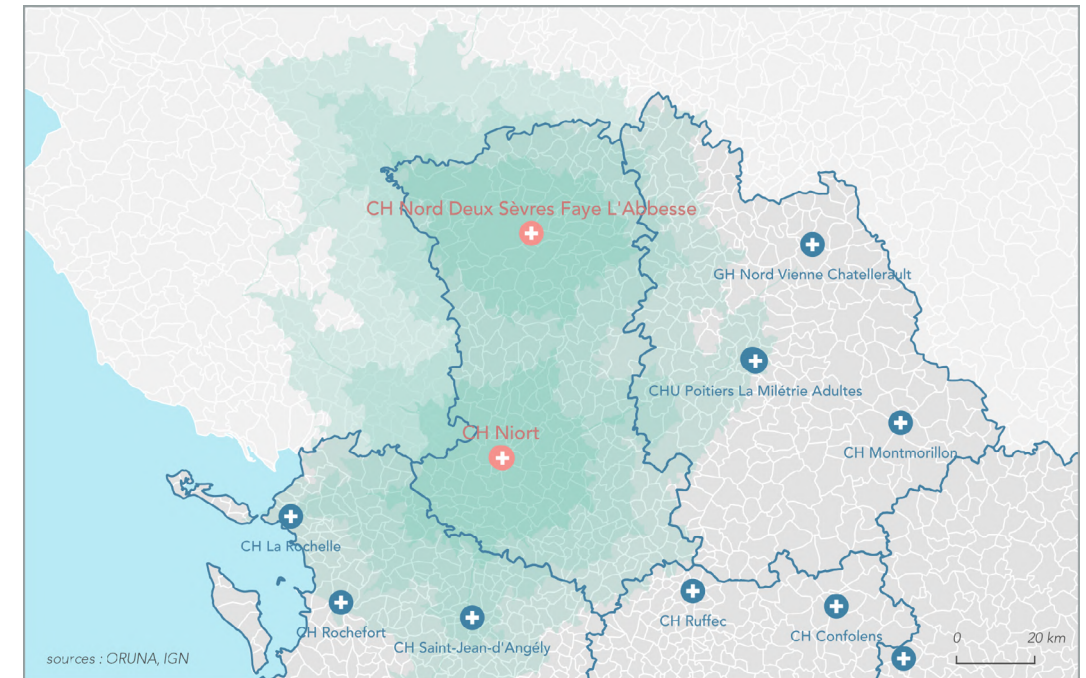 CH Nord Deux Sèvres Faye L'Abbesse
GH Nord Vienne Chatellerault
CHU Poitiers La Milétrie Adultes
CH Niort
CH Montmorillon
CH La Rochelle
CH Ruffec
CH Rochefort
CH Saint-Jean-d'Angély
CH Confolens
0 20 km
sources : ORUNA, IGN